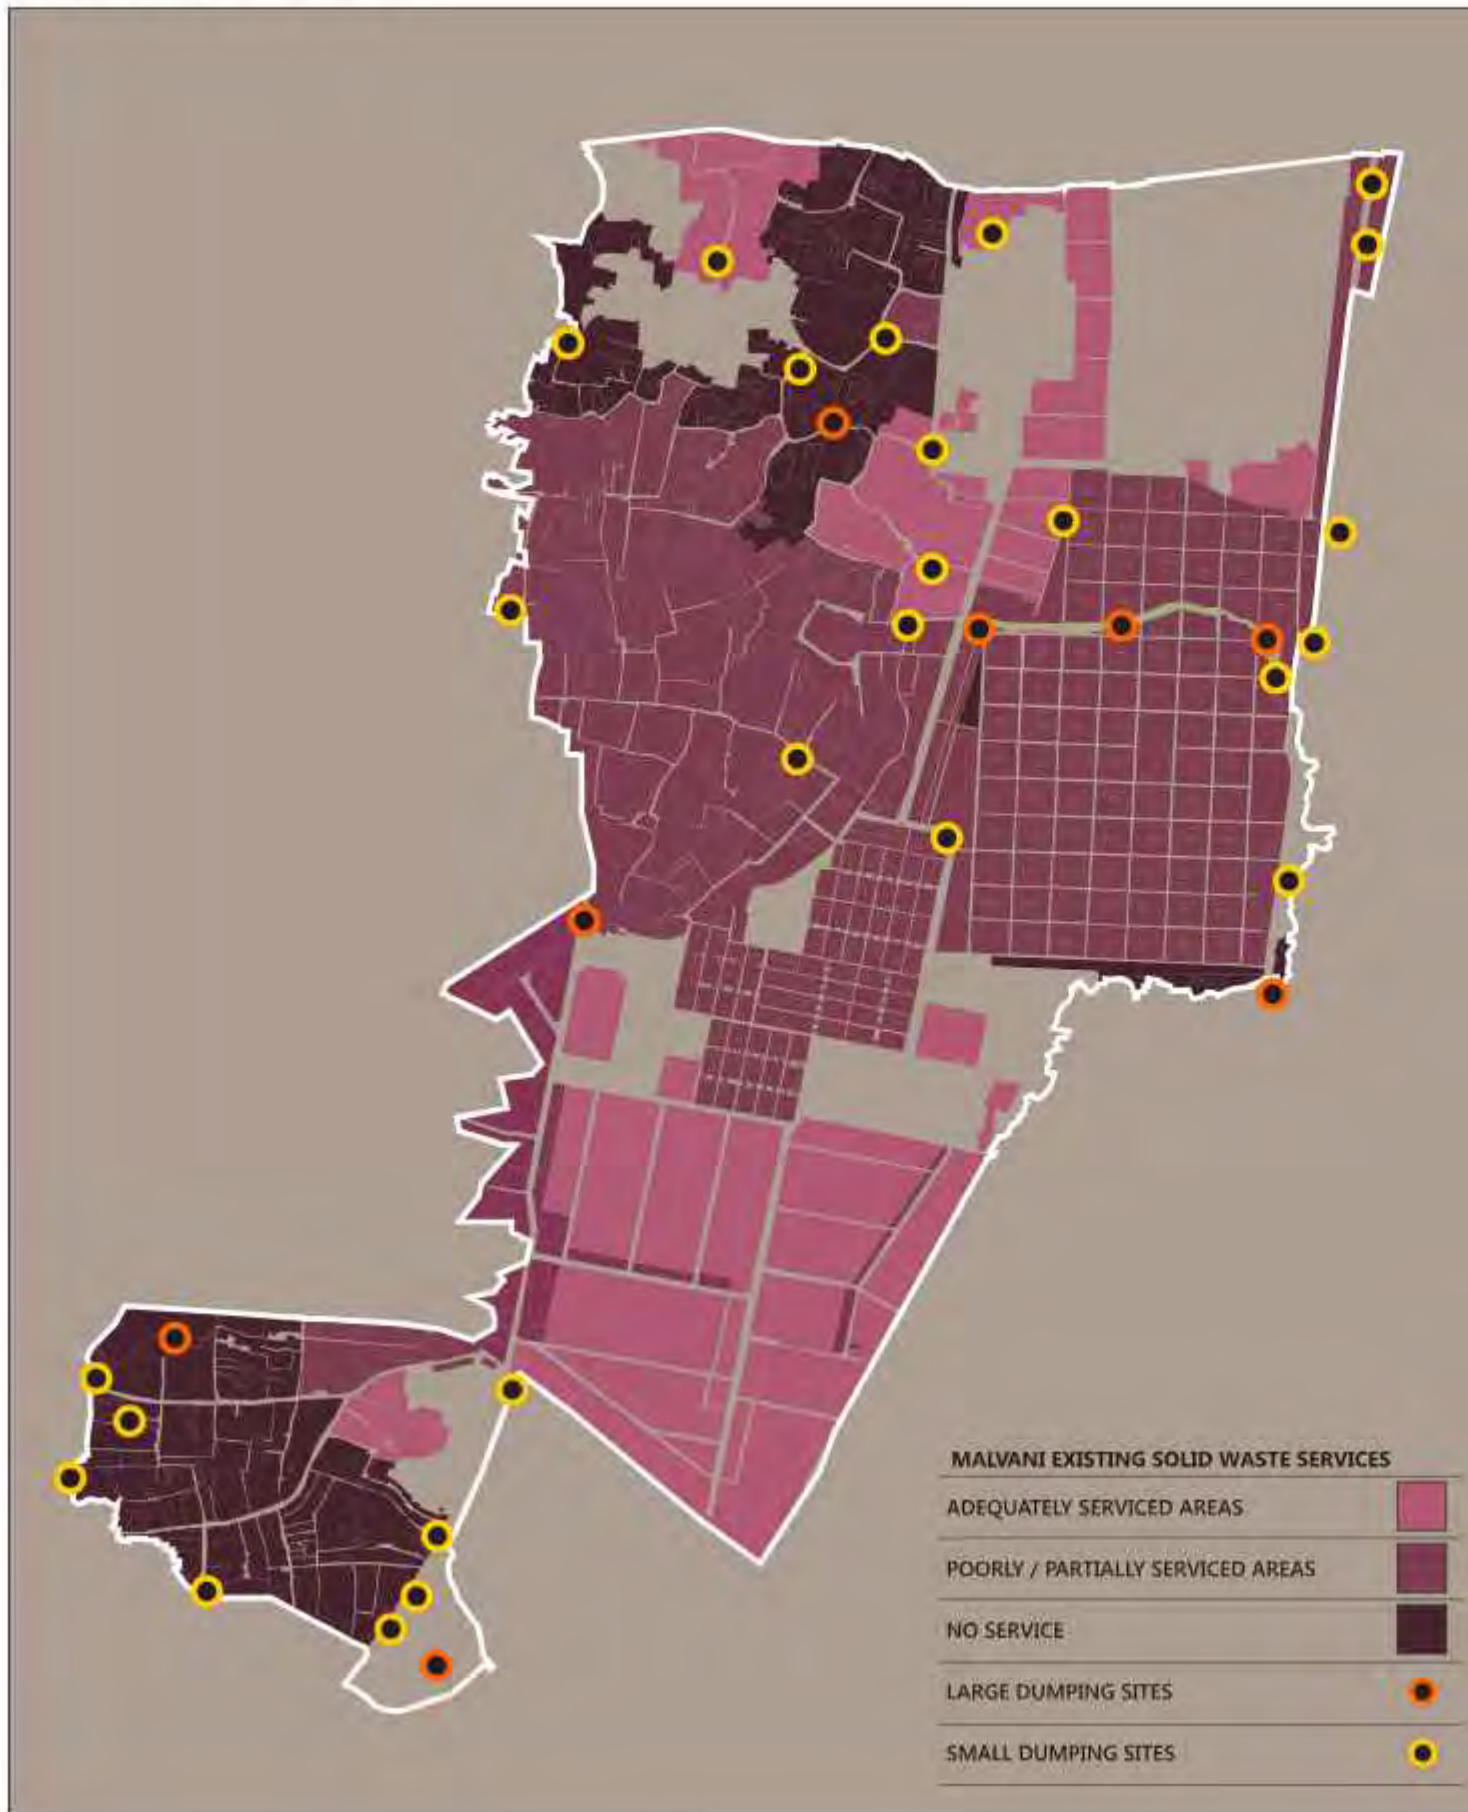 MALVANI EXISTING SOLID WASTE SERVICES
ADEQUATELY SERVICED AREAS
POORLY / PARTIALLY SERVICED AREAS
NO SERVICE
LARGE DUMPING SITES
SMALL DUMPING SITES